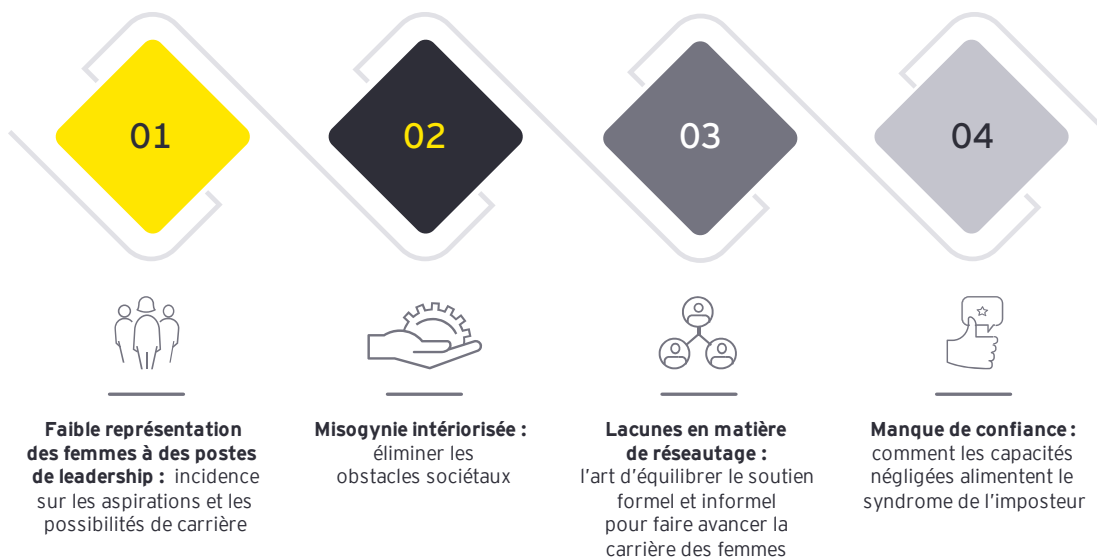 01
02
03
04
Faible représentation
des femmes à des postes
de leadership : incidence
sur les aspirations et les
possibilités de carrière
Misogynie intériorisée :
éliminer les
obstacles sociétaux
Lacunes en matière
de réseautage :
l'art d'équilibrer le soutien
formel et informel
pour faire avancer la
carrière des femmes
Manque de confiance :
comment les capacités
négligées alimentent le
syndrome de l'imposteur